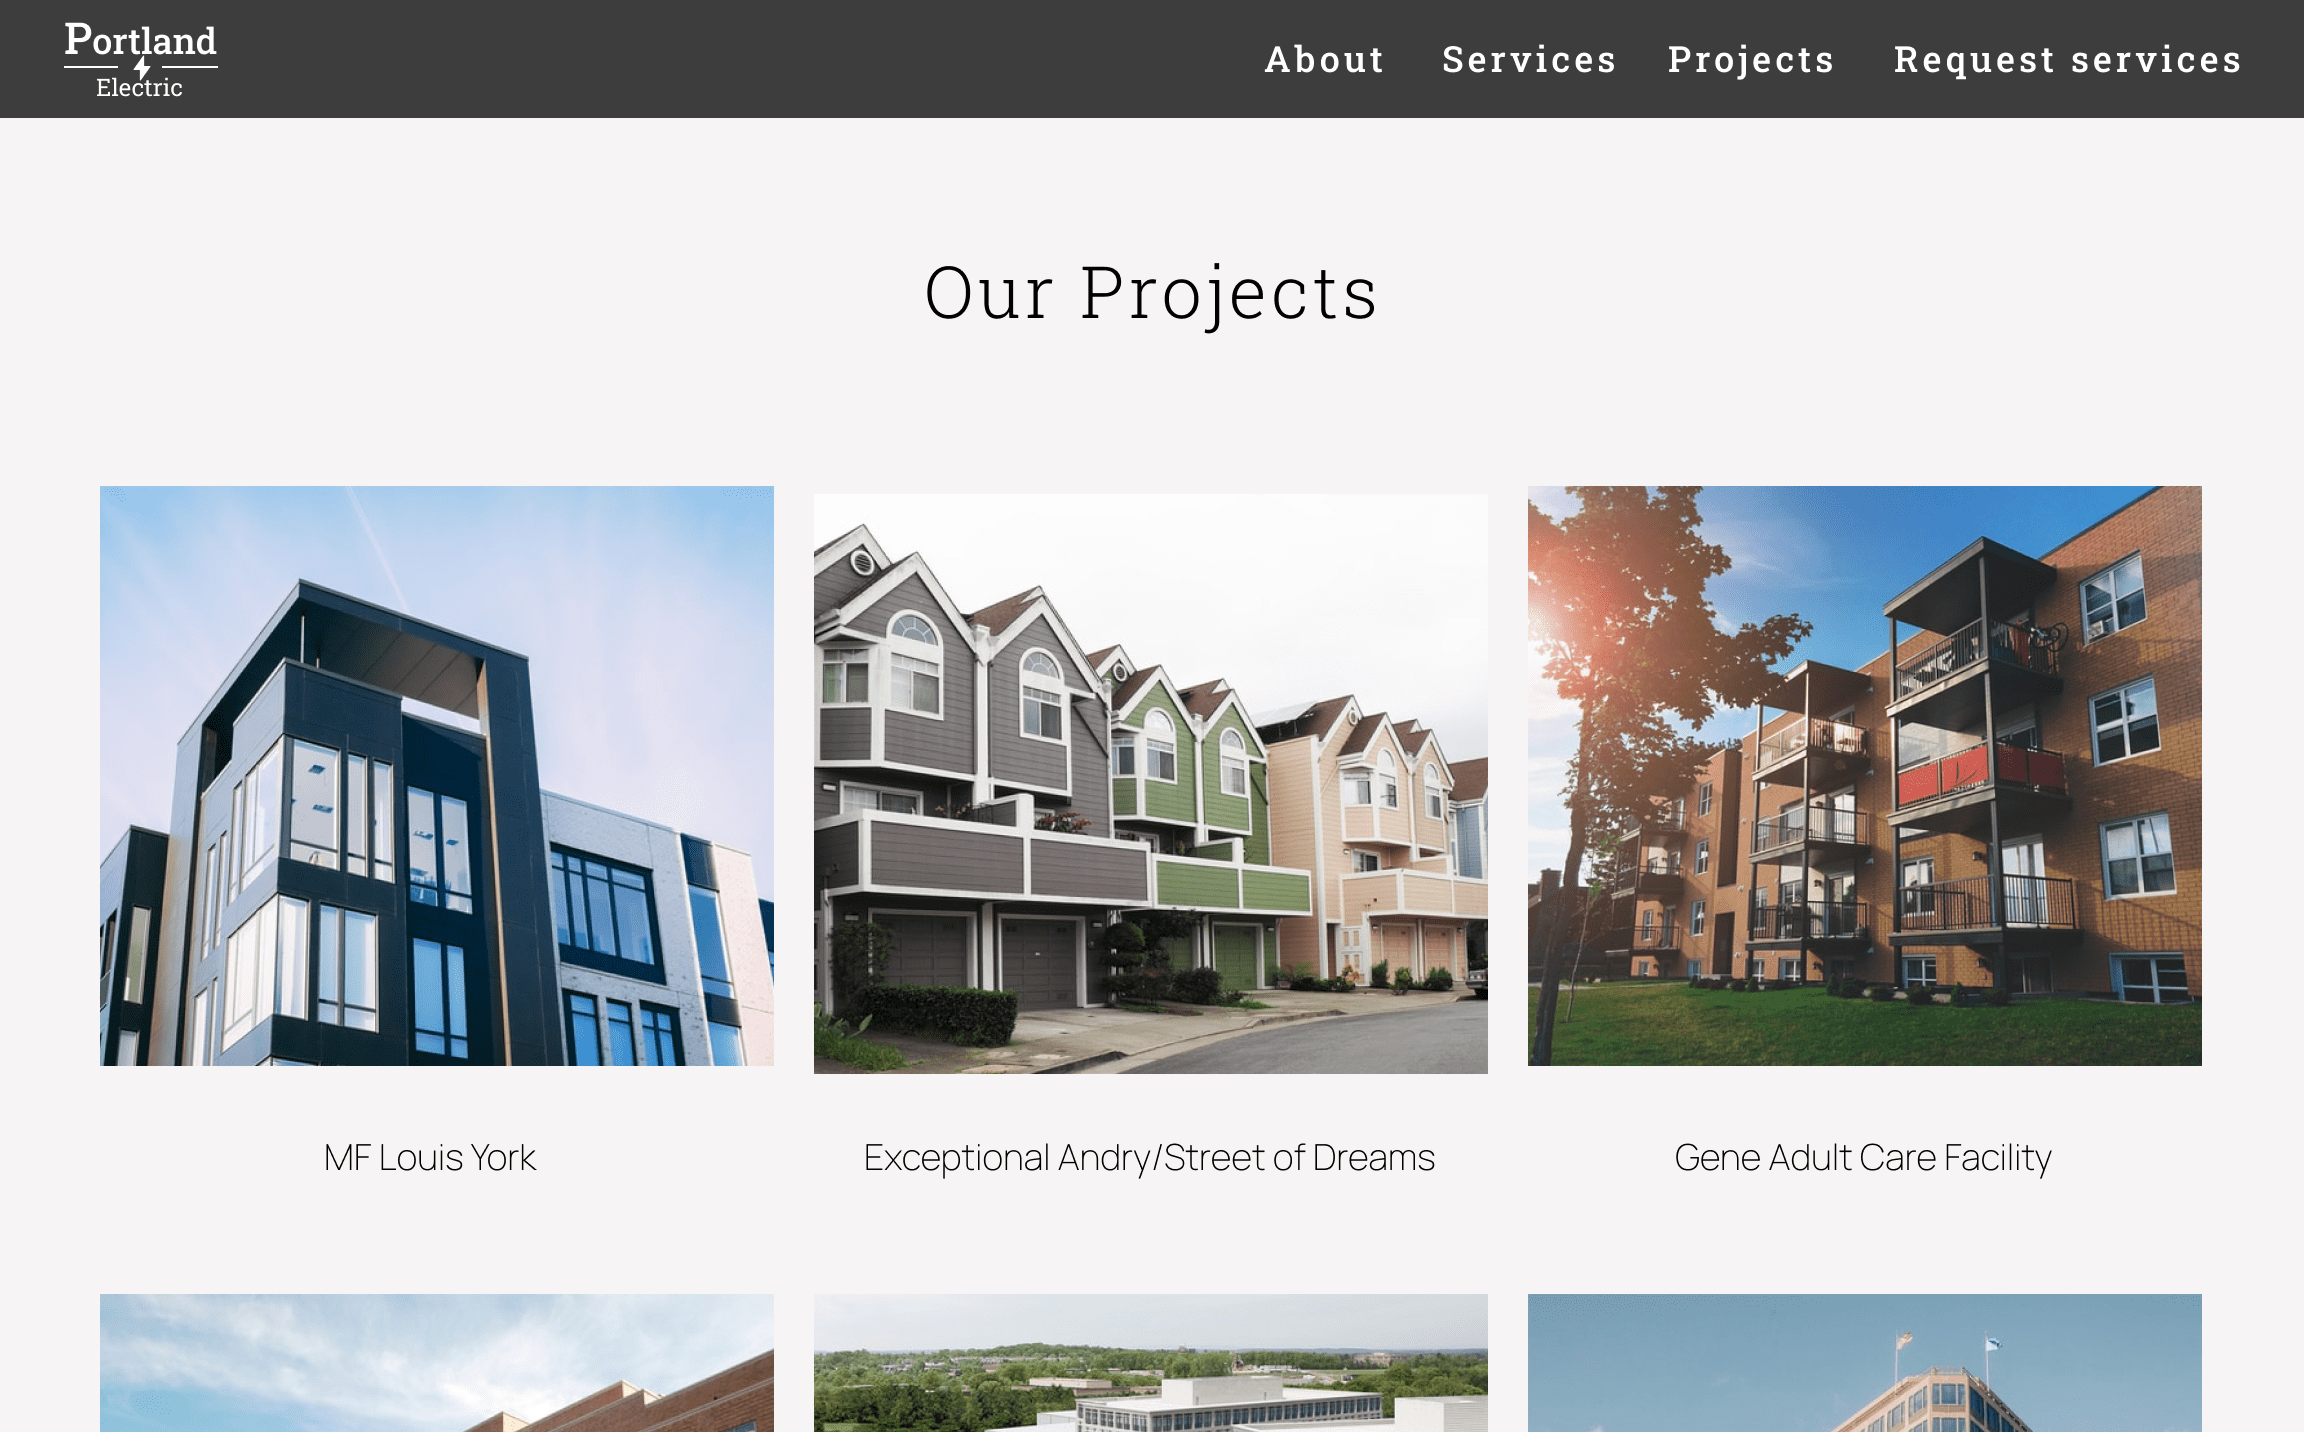 Portland
Electric
About Services Projects Request services
Our Projects
MF Louis York
Exceptional Andry/Street of Dreams
Gene Adult Care Facility